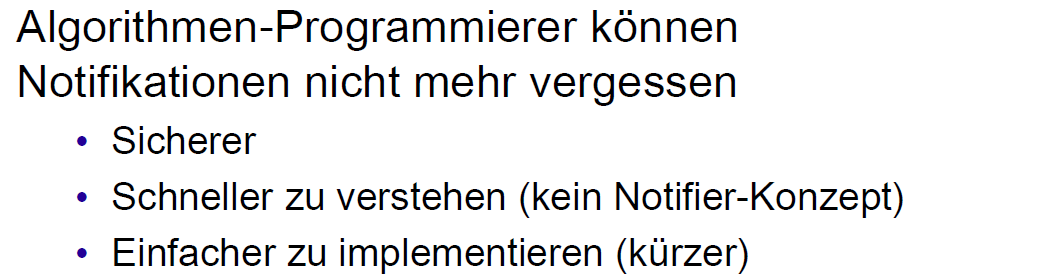 Algorithmen-Programmierer können
Notifikationen nicht mehr vergessen
• Sicherer
• Schneller zu verstehen (kein Notifier-Konzept)
• Einfacher zu implementieren (kürzer)